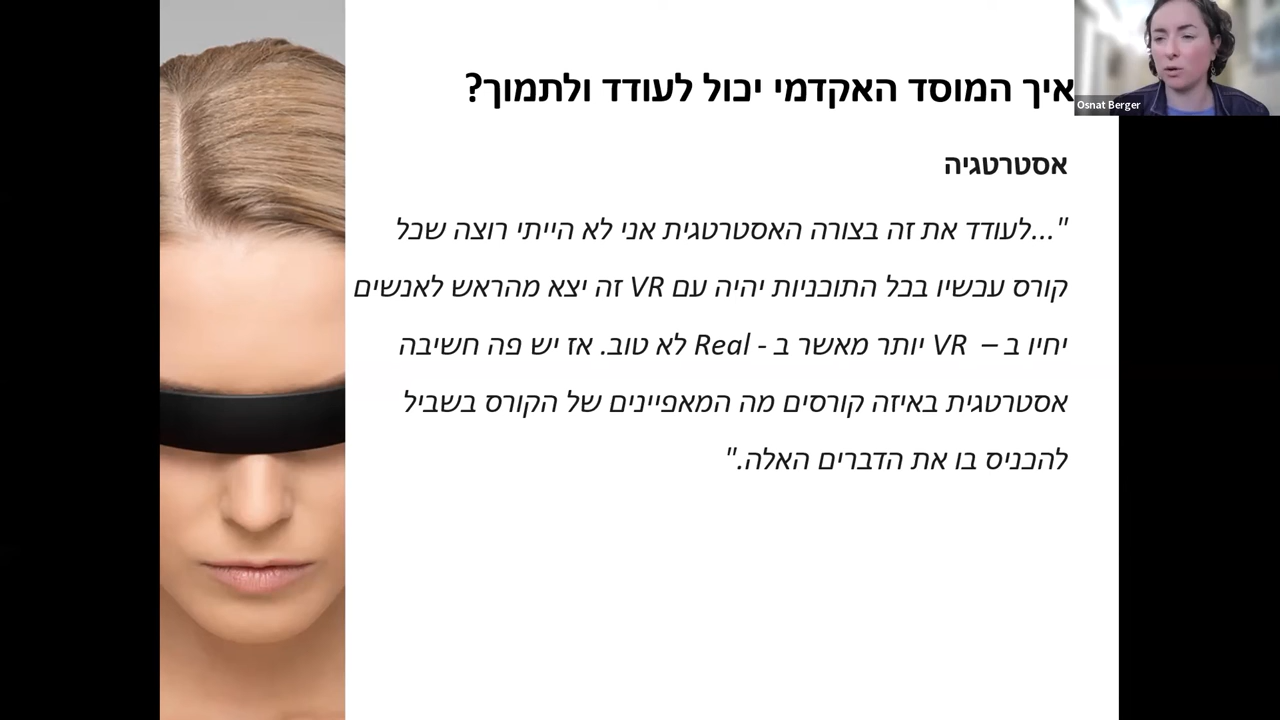 איך המוסד האקדמי יכול לעודד ולתמוך?
Osnat Berger
אסטרטגיה
"...לעודד את זה בצורה האסטרטגית אני לא הייתי רוצה שכל
קורס עכשיו בכל התוכניות יהיה עם VR זה יצא מהראש לאנשים
יחיו ב – VR יותר מאשר ב - Real לא טוב. אז יש פה חשיבה
אסטרטגית באיזה קורסים מה המאפיינים של הקורס בשביל
להכניס בו את הדברים האלה."